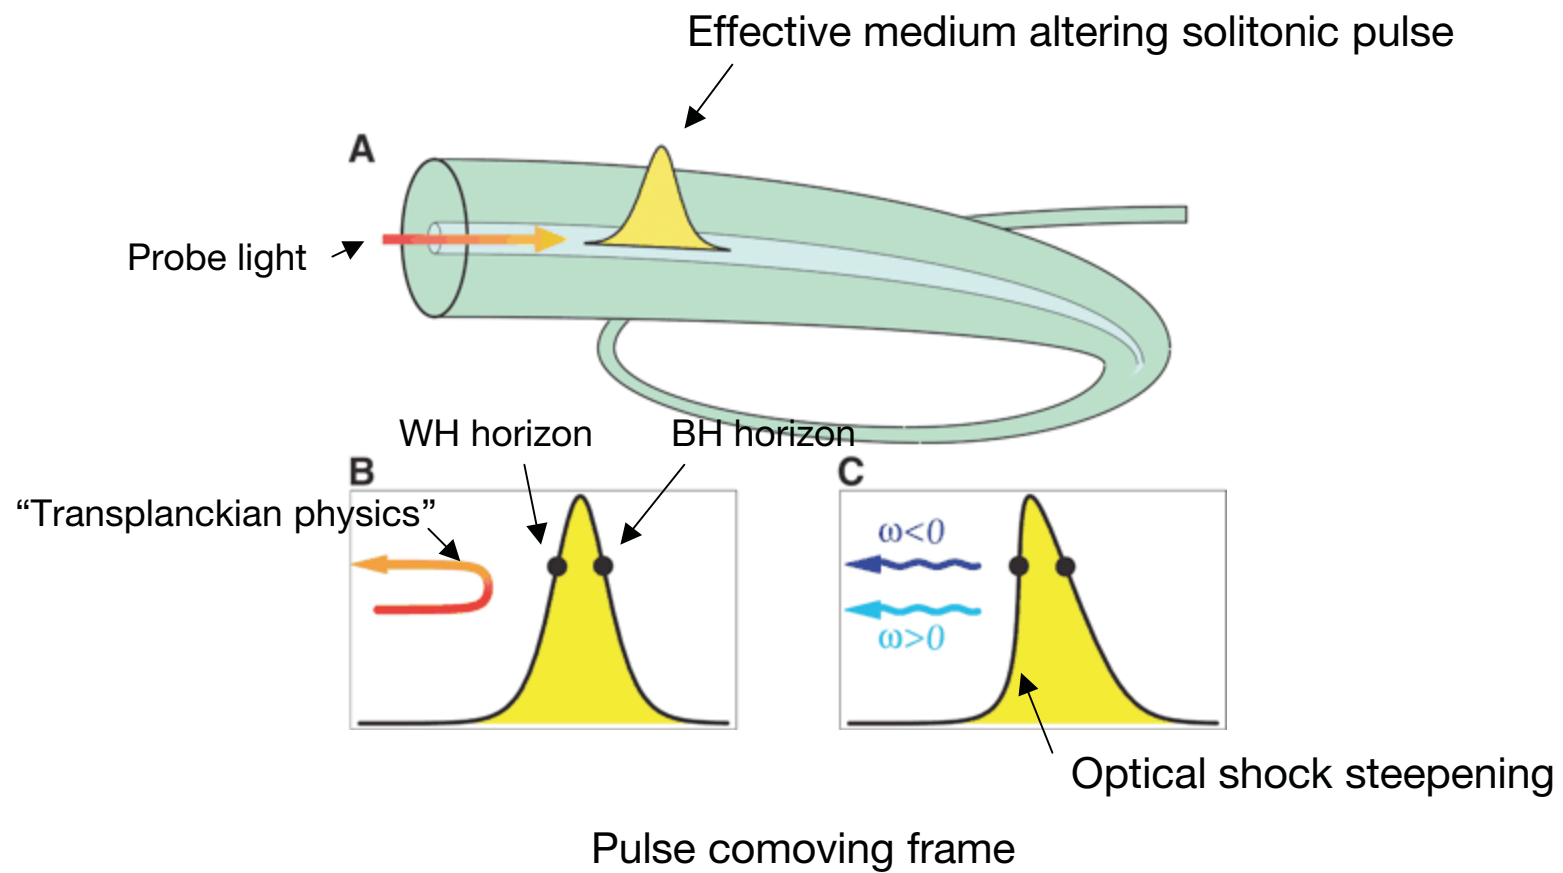 Effective medium altering solitonic pulse
A
Probe light
WH horizon
BH horizon
B
C
“Transplanckian physics”
ω<0
ω>0
Optical shock steepening
Pulse comoving frame